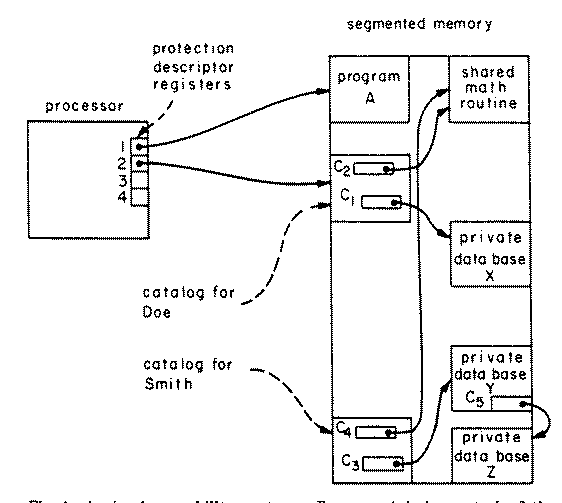 segmented memory
protection
descriptor
registers
processor
1
2
3
4
program
A
shared
math
routine
C2
C1
private
data base
X
catalog for
Doe
catalog for
Smith
private
data base
Y
C5
C4
C3
private
data base
Z